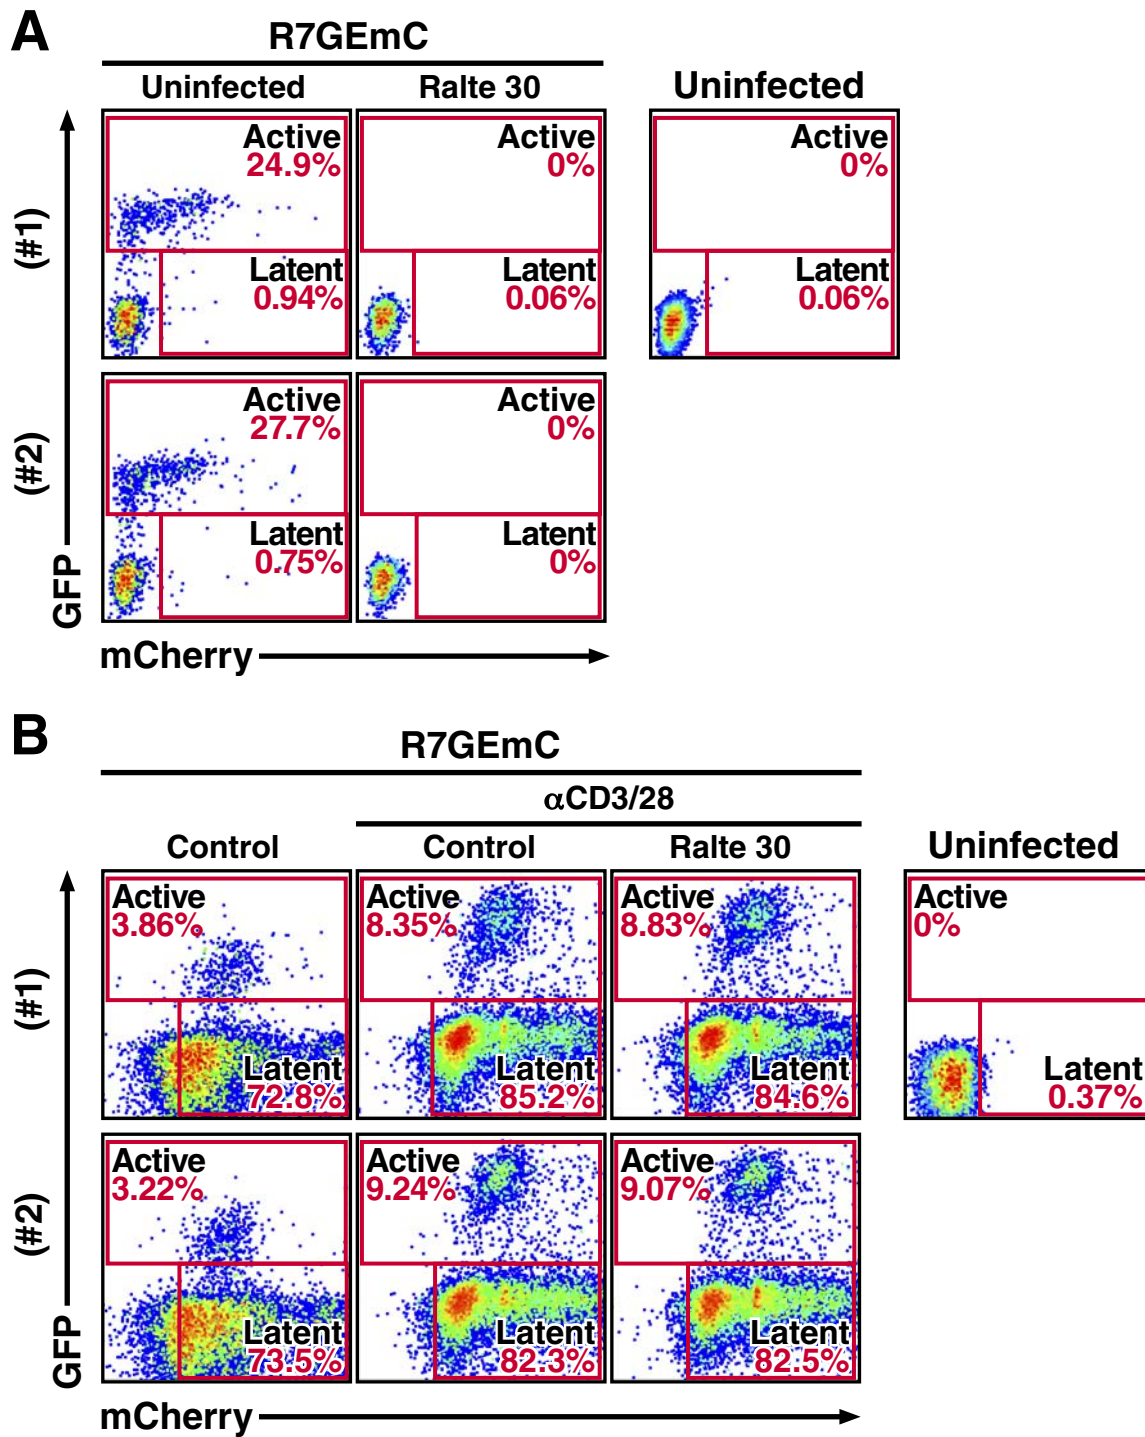 A
R7GEmC
Uninfected
Ralte 30
Uninfected
(#1)
Active
24.9%
Latent
0.94%
Active
0%
Latent
0.06%
Active
0%
Latent
0.06%
(#2)
Active
27.7%
Latent
0.75%
Active
0%
Latent
0%
GFP
mCherry
B
R7GEmC
αCD3/28
Control
Control
Ralte 30
Uninfected
(#1)
Active
3.86%
Latent
72.8%
Active
8.35%
Latent
85.2%
Active
8.83%
Latent
84.6%
Active
0%
Latent
0.37%
(#2)
Active
3.22%
Latent
73.5%
Active
9.24%
Latent
82.3%
Active
9.07%
Latent
82.5%
GFP
mCherry